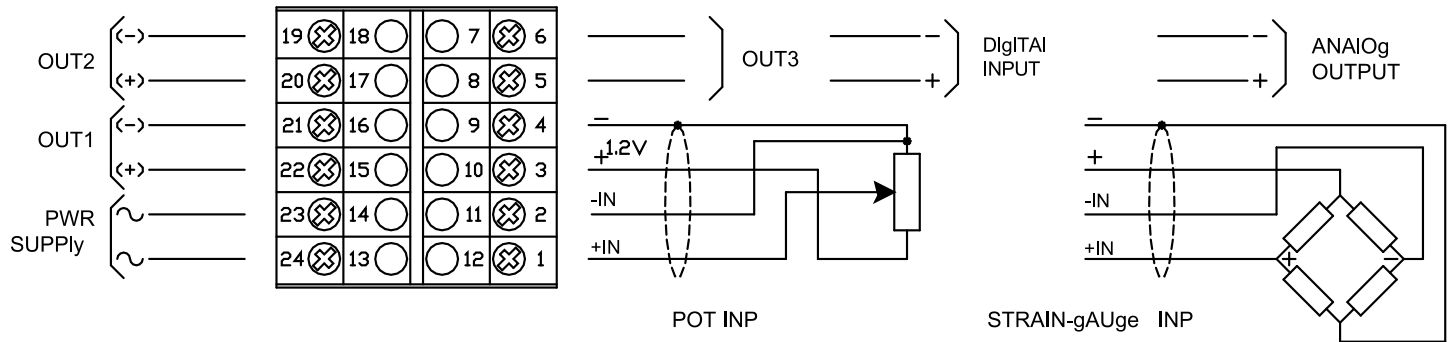 OUT2
(-)
(+)
OUT1
(-)
(+)
PWR
SUPPly
19 18 7 6
20 17 8 5
21 16 9 4
22 15 10 3
23 14 11 2
24 13 12 1
OUT3
-
+
DIgITAl
INPUT
-
+
ANAlOg
OUTPUT
-
+
1.2V
-IN
+IN
POT INP
-
+
-IN
+IN
+ -
STRAIN-gAUge INP